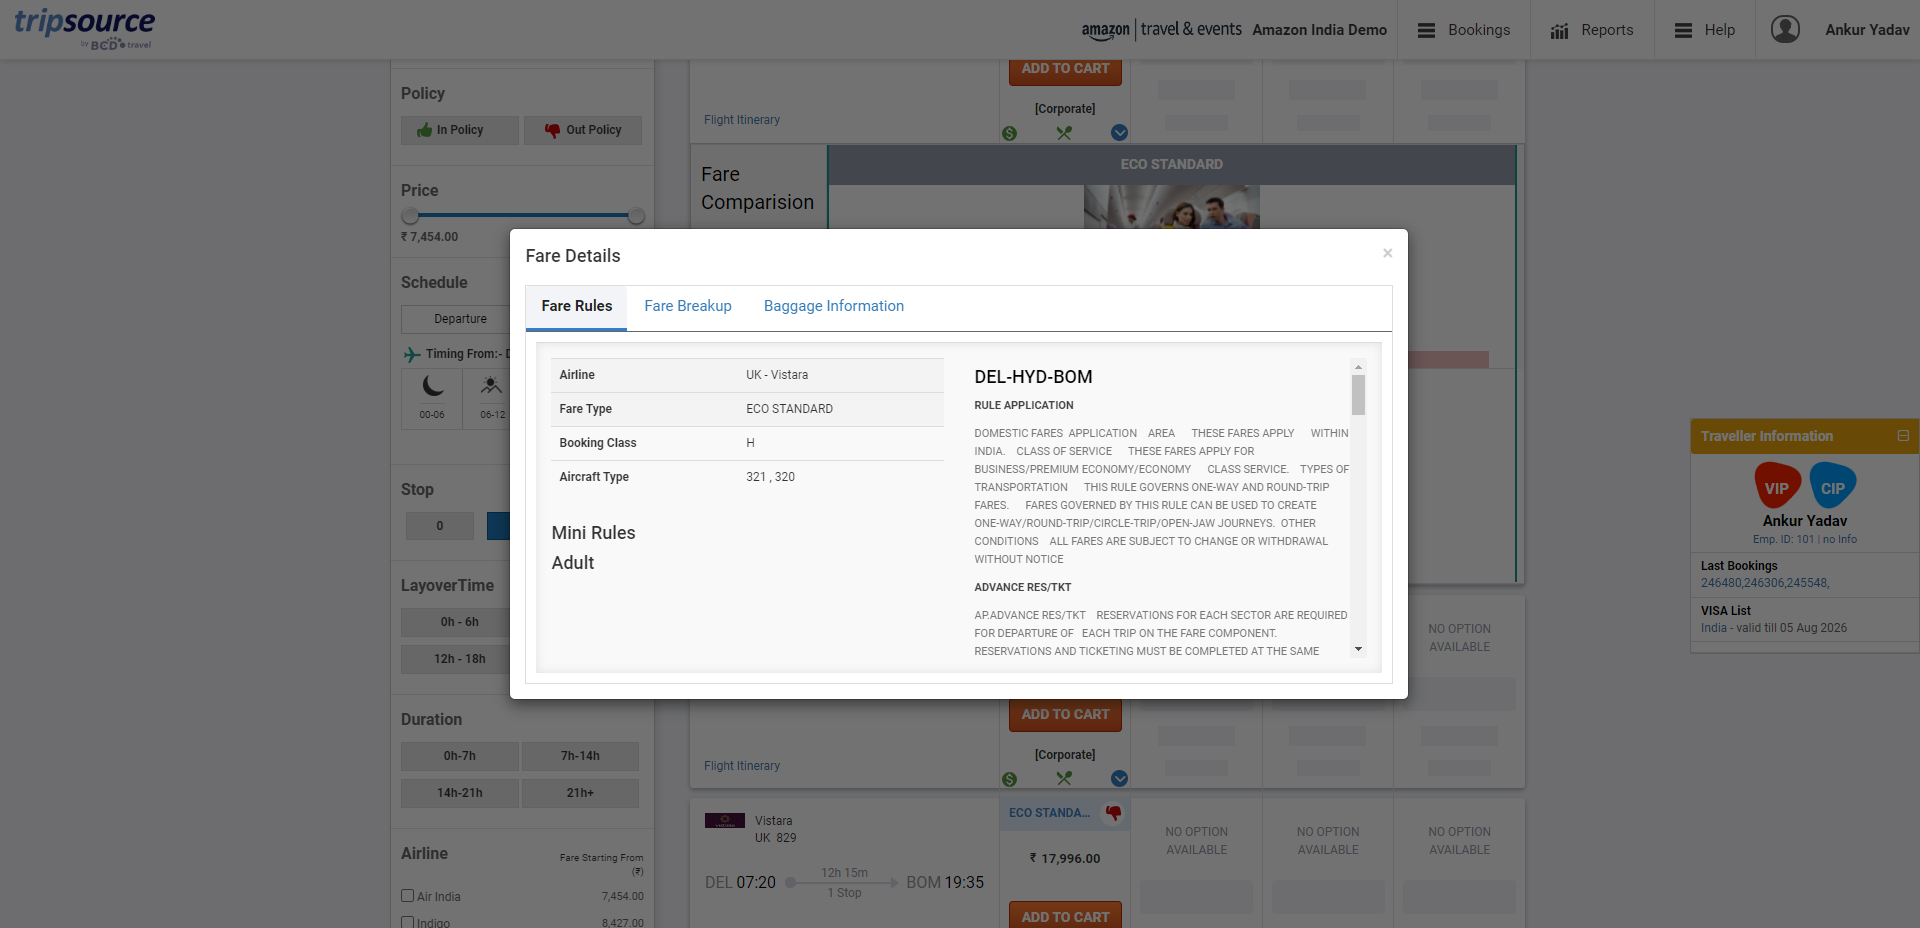 tripsource
by BCD travel
amazon travel & events Amazon India Demo
Bookings
Reports
Help
Ankur Yadav
Policy
In Policy
Out Policy
Price
₹ 7,454.00
Schedule
Departure
Timing From:- D
00-06
06-12
Stop
0
LayoverTime
0h - 6h
12h - 18h
Duration
0h-7h
7h-14h
14h-21h
21h+
Airline
Fare Starting From
(₹)
Air India
7,454.00
Indigo
8,427.00
ADD TO CART
[Corporate]
Flight Itinerary
Fare
Comparision
ECO STANDARD
Fare Details
×
Fare Rules
Fare Breakup
Baggage Information
Airline UK - Vistara
Fare Type ECO STANDARD
Booking Class H
Aircraft Type 321 , 320
Mini Rules
Adult
DEL-HYD-BOM
RULE APPLICATION
DOMESTIC FARES APPLICATION AREA THESE FARES APPLY WITHIN
INDIA. CLASS OF SERVICE THESE FARES APPLY FOR
BUSINESS/PREMIUM ECONOMY/ECONOMY CLASS SERVICE. TYPES OF
TRANSPORTATION THIS RULE GOVERNS ONE-WAY AND ROUND-TRIP
FARES. FARES GOVERNED BY THIS RULE CAN BE USED TO CREATE
ONE-WAY/ROUND-TRIP/CIRCLE-TRIP/OPEN-JAW JOURNEYS. OTHER
CONDITIONS ALL FARES ARE SUBJECT TO CHANGE OR WITHDRAWAL
WITHOUT NOTICE
ADVANCE RES/TKT
AP.ADVANCE RES/TKT RESERVATIONS FOR EACH SECTOR ARE REQUIRED
FOR DEPARTURE OF EACH TRIP ON THE FARE COMPONENT.
RESERVATIONS AND TICKETING MUST BE COMPLETED AT THE SAME
NO OPTION
AVAILABLE
ADD TO CART
[Corporate]
Flight Itinerary
Vistara
UK 829
DEL 07:20
12h 15m
1 Stop
BOM 19:35
ECO STANDA...
₹ 17,996.00
ADD TO CART
NO OPTION
AVAILABLE
NO OPTION
AVAILABLE
NO OPTION
AVAILABLE
Traveller Information
VIP
CIP
Ankur Yadav
Emp. ID: 101 | no Info
Last Bookings
246480,246306,245548,
VISA List
India - valid till 05 Aug 2026